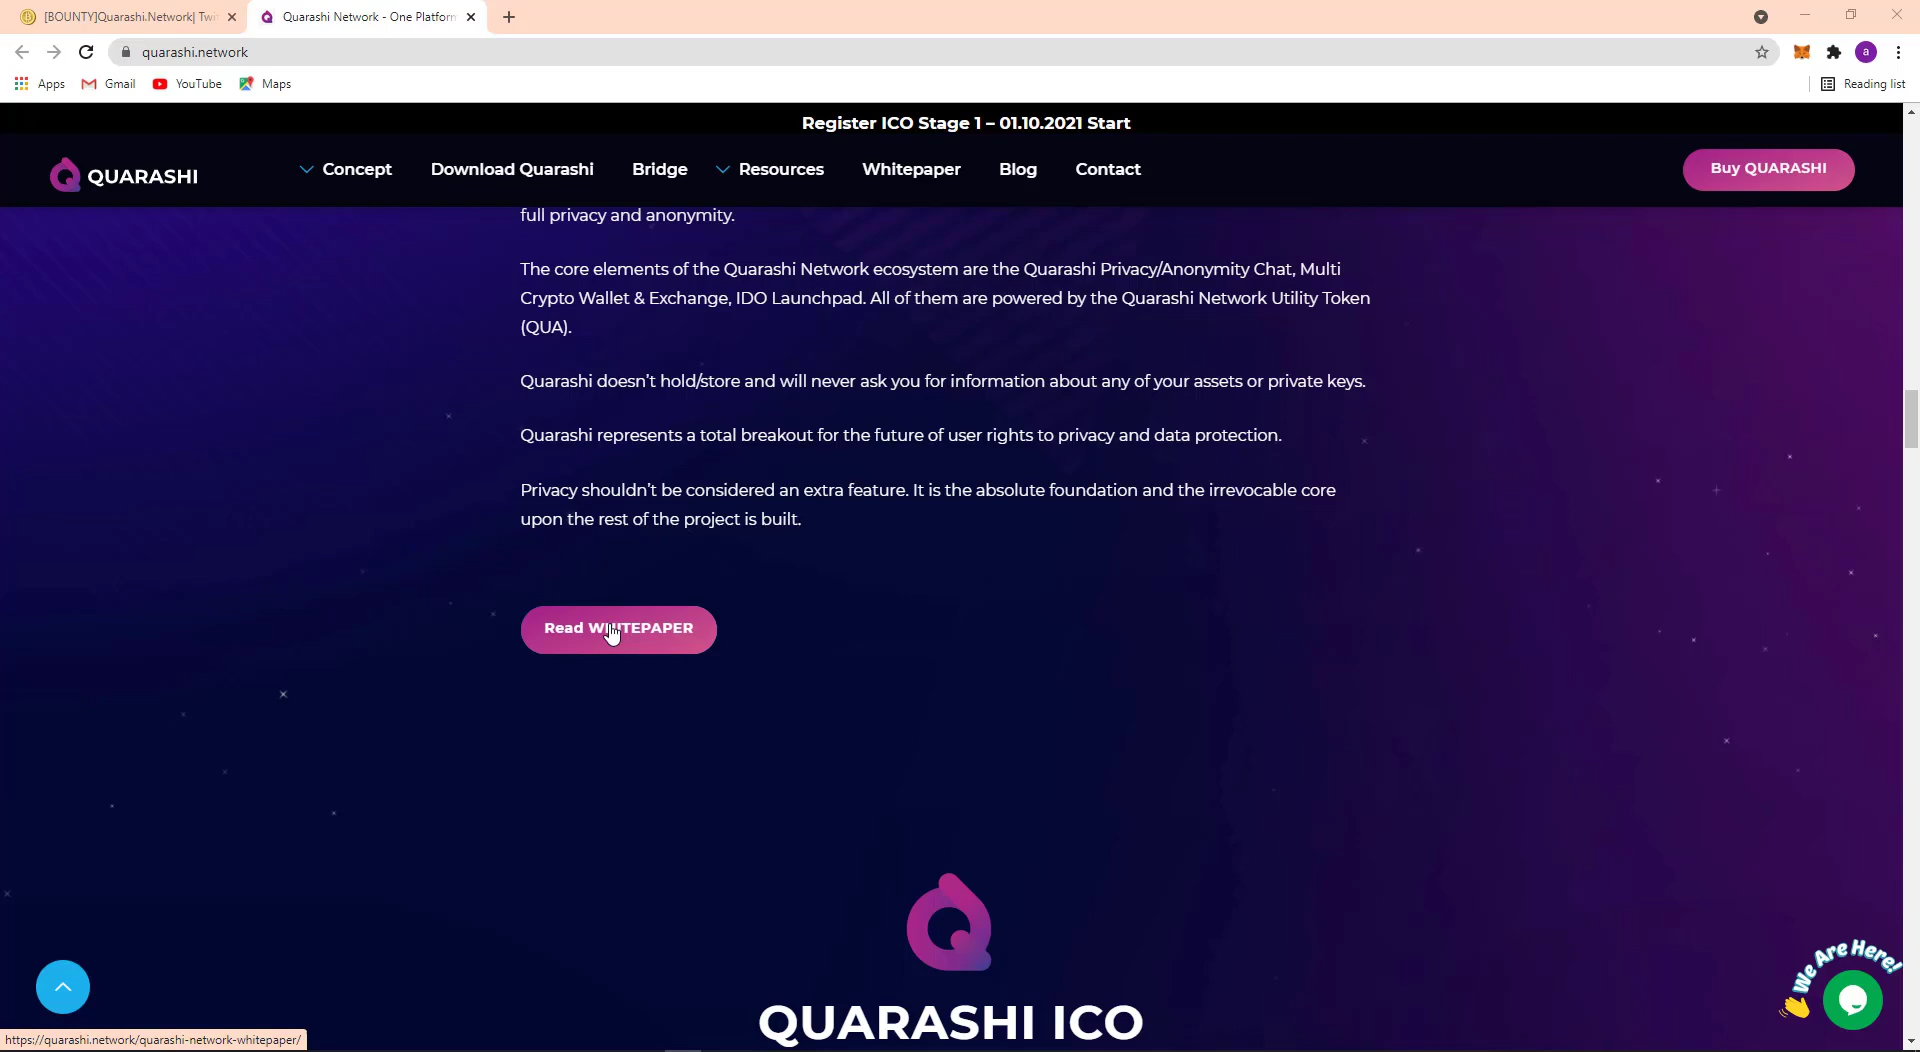 [BOUNTY]Quarashi.Network| Twi
Quarashi Network - One Platform
quarashi.network
a
Apps
Gmail
YouTube
Maps
Reading list
Register ICO Stage 1 – 01.10.2021 Start
QUARASHI
Concept
Download Quarashi
Bridge
Resources
Whitepaper
Blog
Contact
Buy QUARASHI
full privacy and anonymity.
The core elements of the Quarashi Network ecosystem are the Quarashi Privacy/Anonymity Chat, Multi
Crypto Wallet & Exchange, IDO Launchpad. All of them are powered by the Quarashi Network Utility Token
(QUA).
Quarashi doesn’t hold/store and will never ask you for information about any of your assets or private keys.
Quarashi represents a total breakout for the future of user rights to privacy and data protection.
Privacy shouldn’t be considered an extra feature. It is the absolute foundation and the irrevocable core
upon the rest of the project is built.
Read WHITEPAPER
We Are Here!
QUARASHI ICO
https://quarashi.network/quarashi-network-whitepaper/